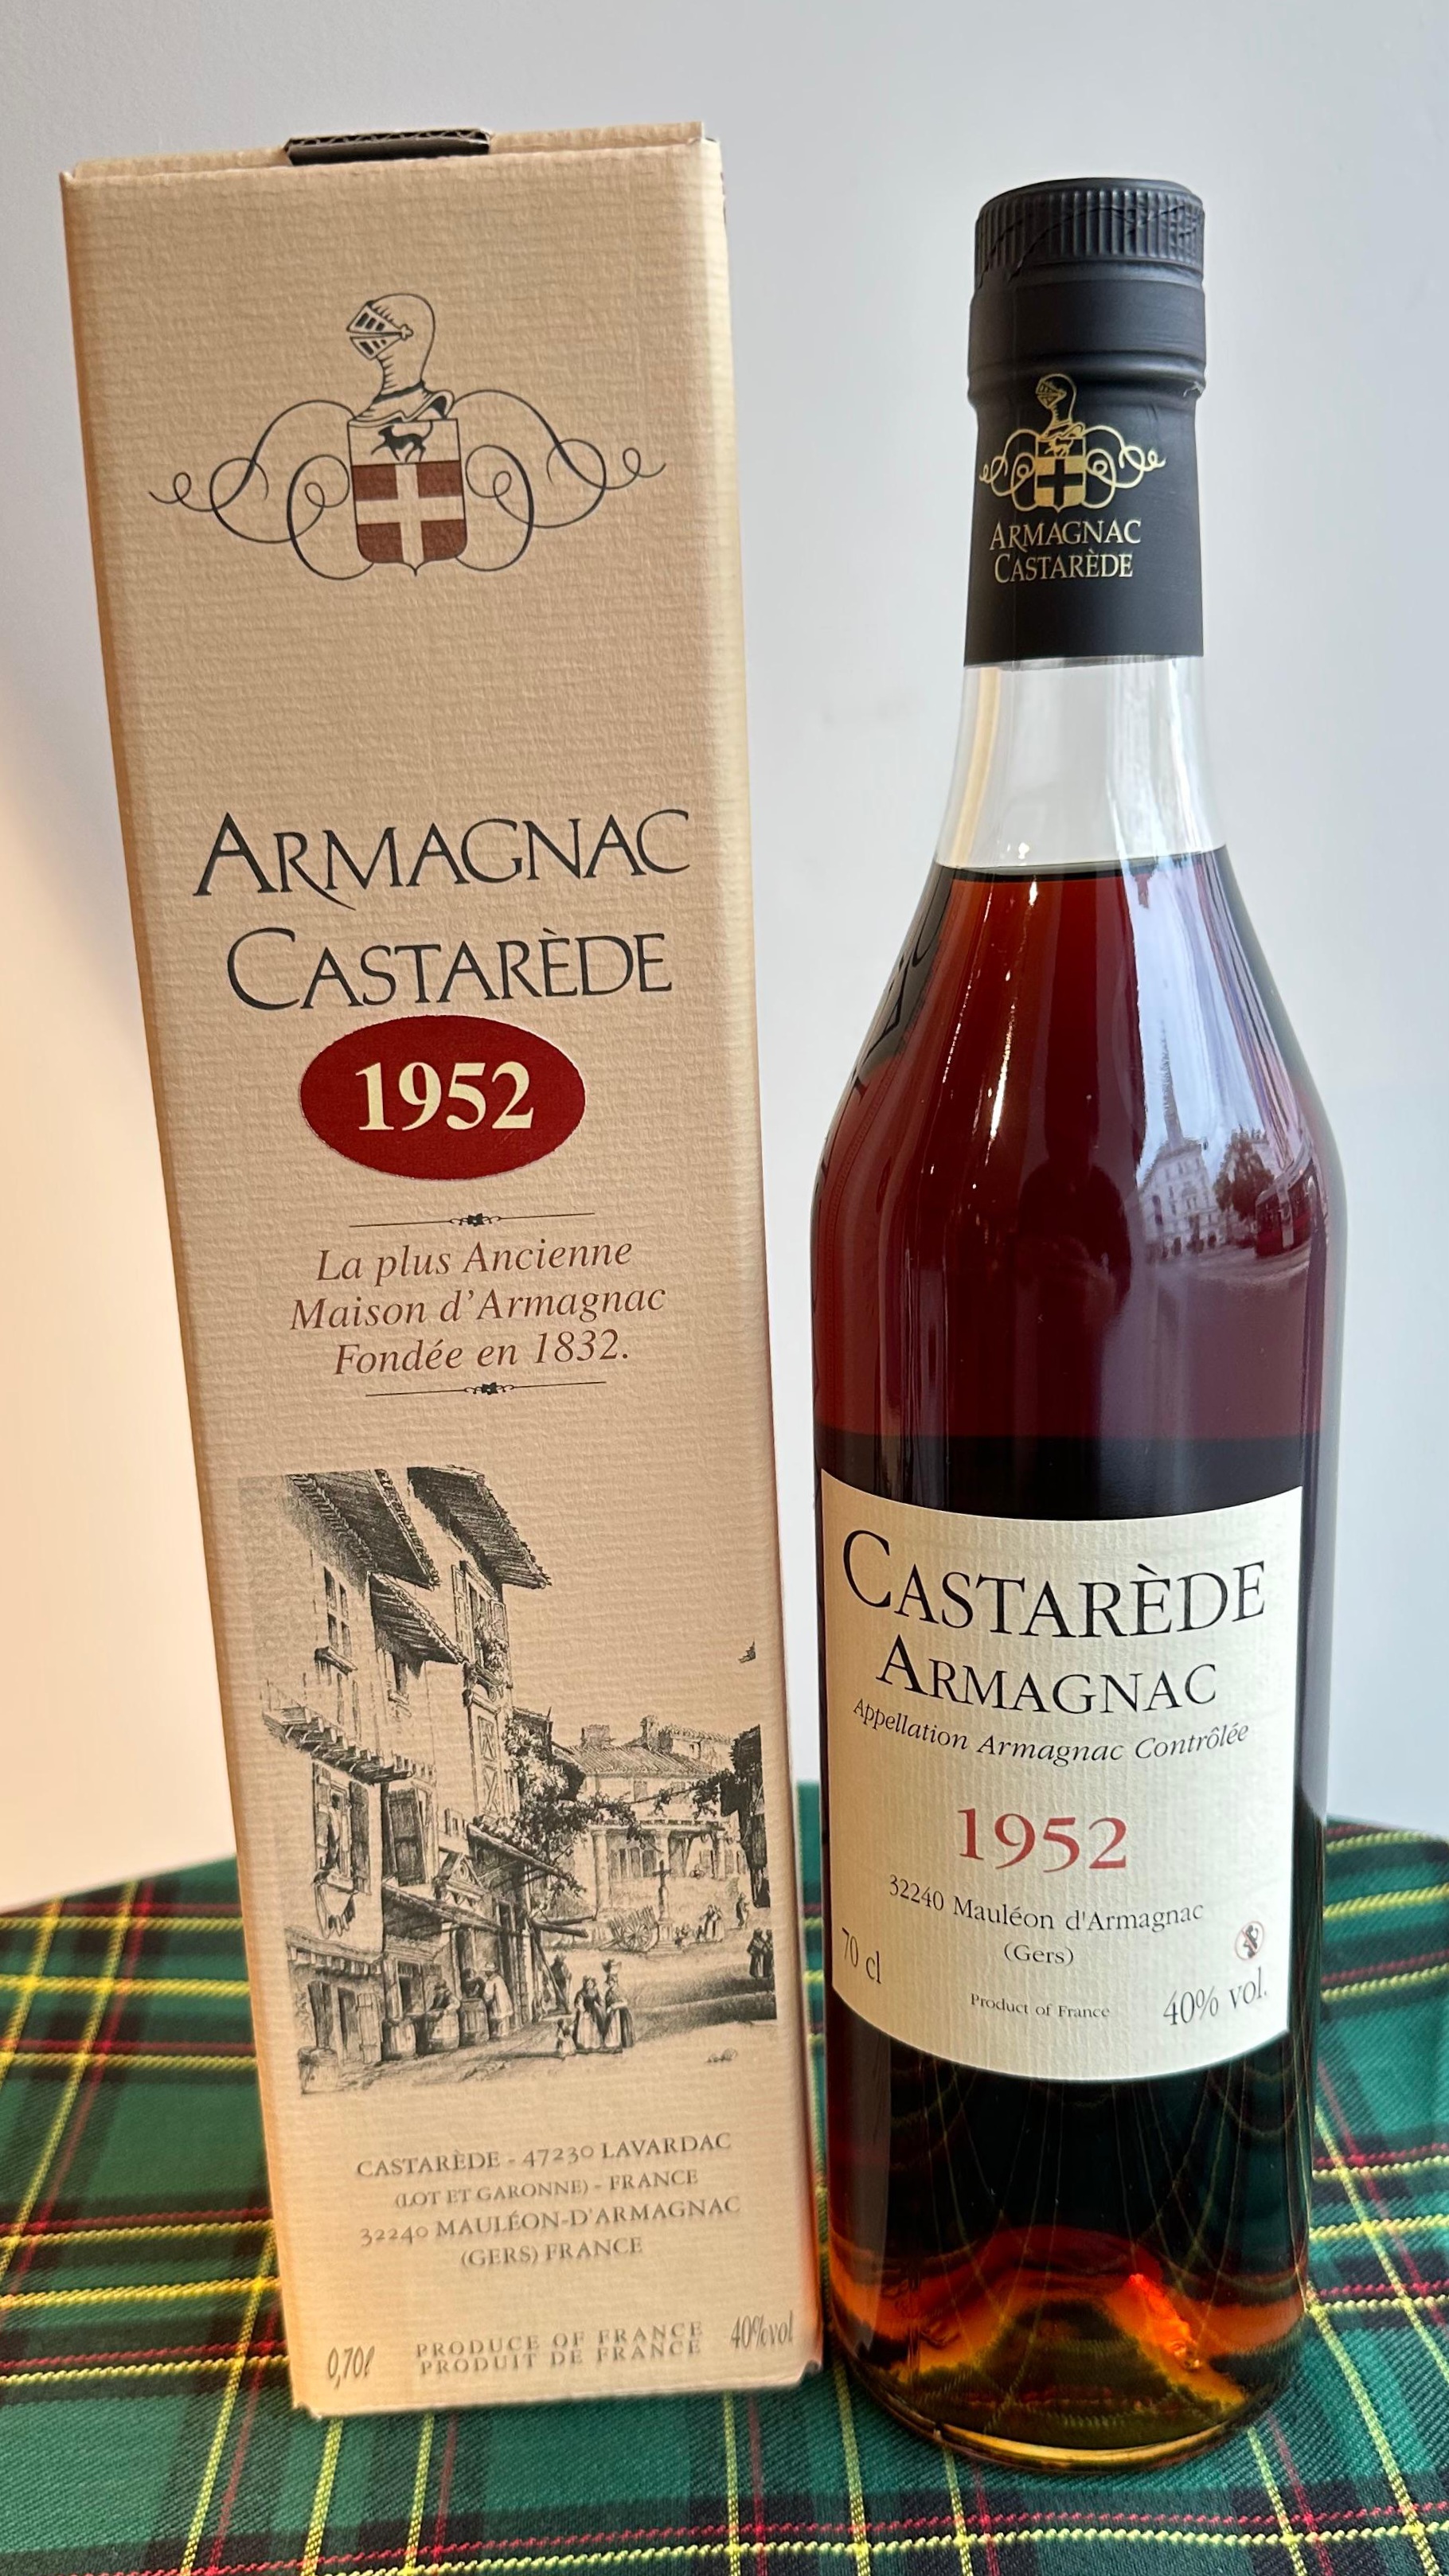 ARMAGNAC
CASTARÈDE
1952
La plus Ancienne
Maison d'Armagnac
Fondée en 1832.
CASTARÈDE - 47230 LAVARDAC
(LOT ET GARONNE) - FRANCE
32240 MAULÉON-D'ARMAGNAC
(GERS) FRANCE
0,70ℓ
PRODUCE OF FRANCE
PRODUIT DE FRANCE
40%vol
ARMAGNAC
CASTARÈDE
CASTARÈDE
ARMAGNAC
Appellation Armagnac Contrôlée
1952
32240 Mauléon d'Armagnac
(Gers)
70 cl
Product of France
40% vol.